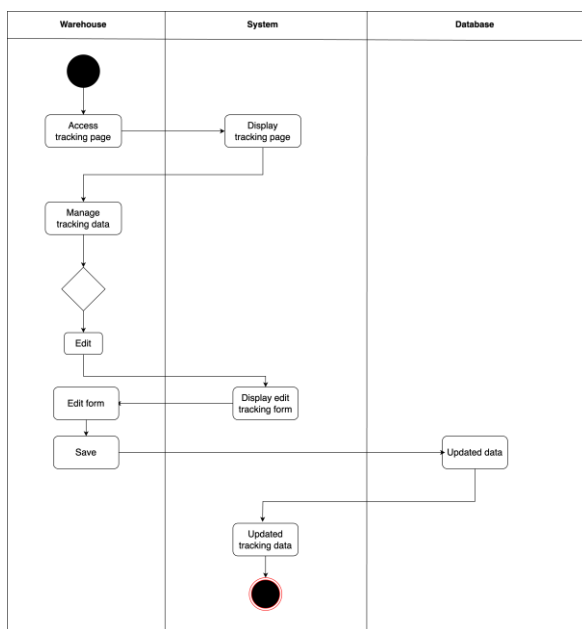 Warehouse
System
Database
Access
tracking page
Display
tracking page
Manage
tracking data
Edit
Display edit
tracking form
Edit form
Save
Updated data
Updated
tracking data